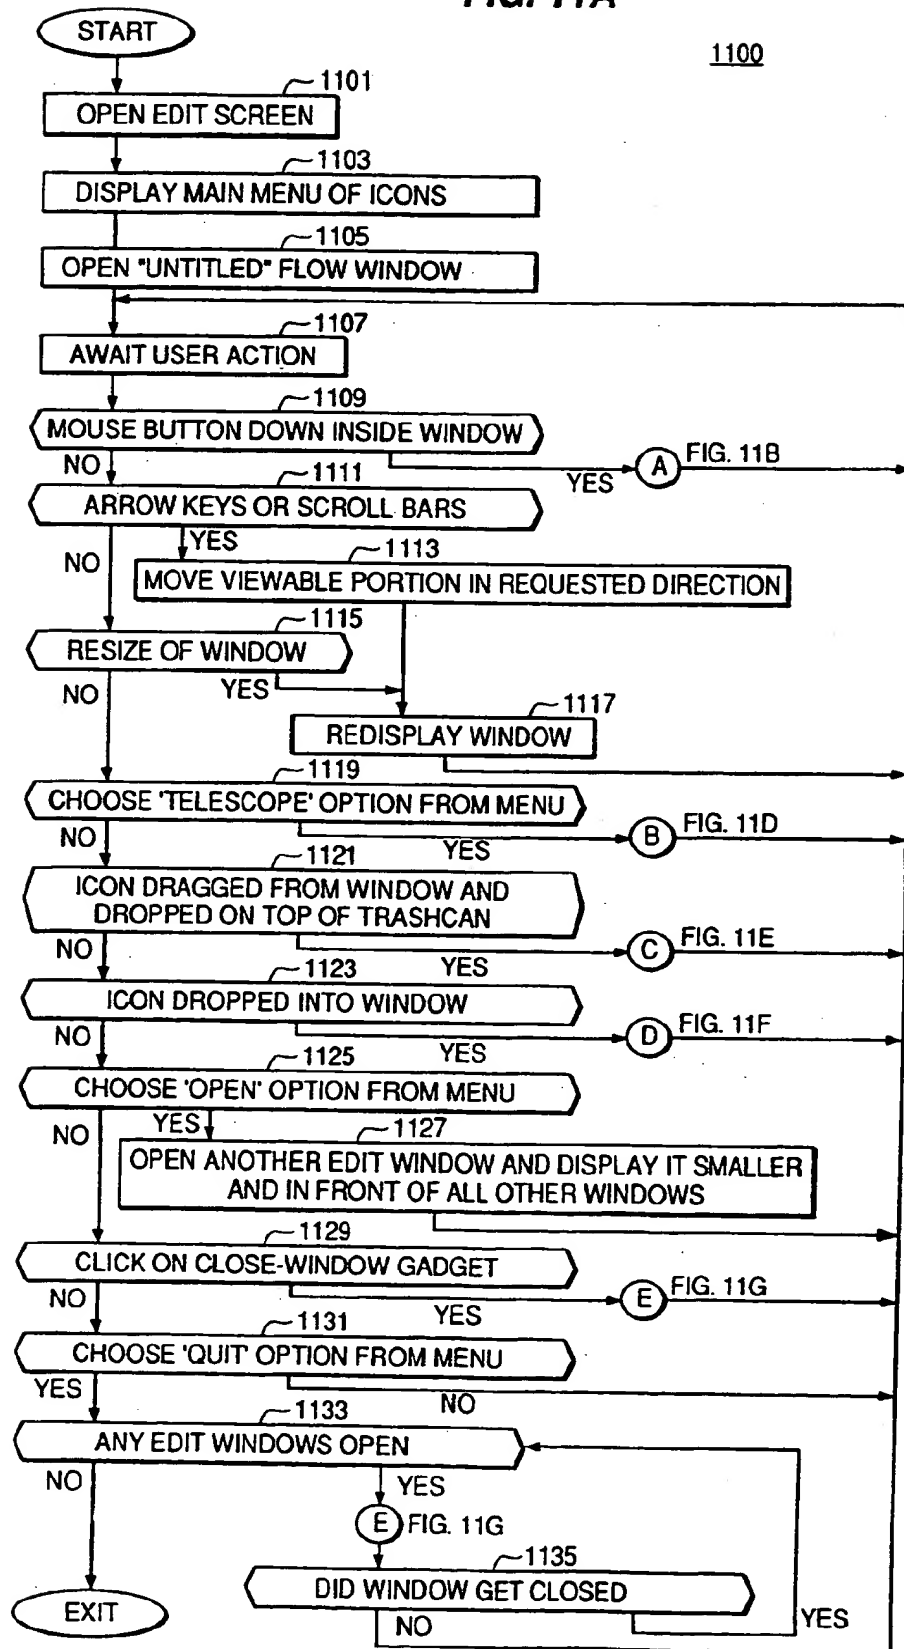 FIG. 11A
START
1100
1101
OPEN EDIT SCREEN
1103
DISPLAY MAIN MENU OF ICONS
1105
OPEN "UNTITLED" FLOW WINDOW
1107
AWAIT USER ACTION
1109
MOUSE BUTTON DOWN INSIDE WINDOW
NO
YES
A
FIG. 11B
1111
ARROW KEYS OR SCROLL BARS
NO
YES
1113
MOVE VIEWABLE PORTION IN REQUESTED DIRECTION
1115
RESIZE OF WINDOW
NO
YES
1117
REDISPLAY WINDOW
1119
CHOOSE 'TELESCOPE' OPTION FROM MENU
NO
YES
B
FIG. 11D
1121
ICON DRAGGED FROM WINDOW AND
DROPPED ON TOP OF TRASHCAN
NO
YES
C
FIG. 11E
1123
ICON DROPPED INTO WINDOW
NO
YES
D
FIG. 11F
1125
CHOOSE 'OPEN' OPTION FROM MENU
NO
YES
1127
OPEN ANOTHER EDIT WINDOW AND DISPLAY IT SMALLER
AND IN FRONT OF ALL OTHER WINDOWS
1129
CLICK ON CLOSE-WINDOW GADGET
NO
YES
E
FIG. 11G
1131
CHOOSE 'QUIT' OPTION FROM MENU
YES
NO
1133
ANY EDIT WINDOWS OPEN
NO
YES
E
FIG. 11G
1135
DID WINDOW GET CLOSED
NO
YES
EXIT